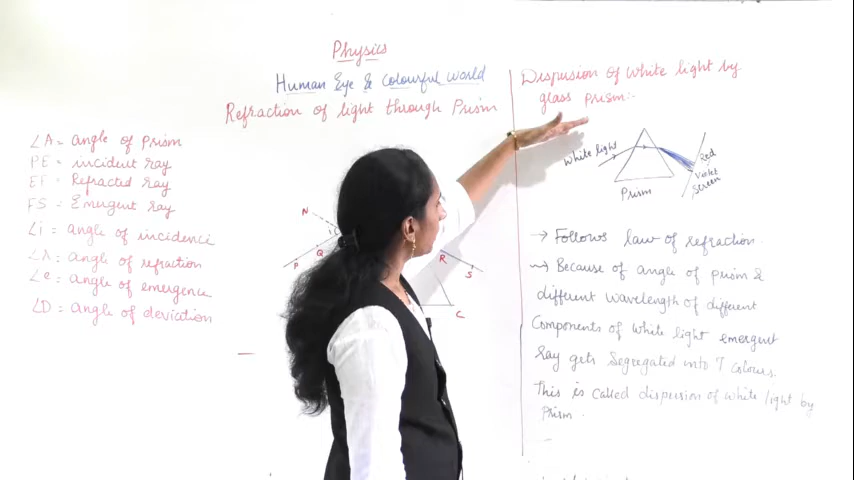 Physics
Human Eye & Colourful World
Refraction of light through Prism
∠A = angle of Prism
PE = incident ray
EF = Refracted ray
FS = Emergent ray
∠i = angle of incidence
∠r = angle of refraction
∠e = angle of emergence
∠D = angle of deviation
N
P
Q
R
S
C
Dispersion of White light by
glass prism:-
White light
Prism
Red
Violet
Screen
→ Follows law of refraction.
→ Because of angle of prism &
different wavelength of different
Components of white light emergent
ray gets Segregated into 7 colours.
This is called dispersion of white light by
Prism.